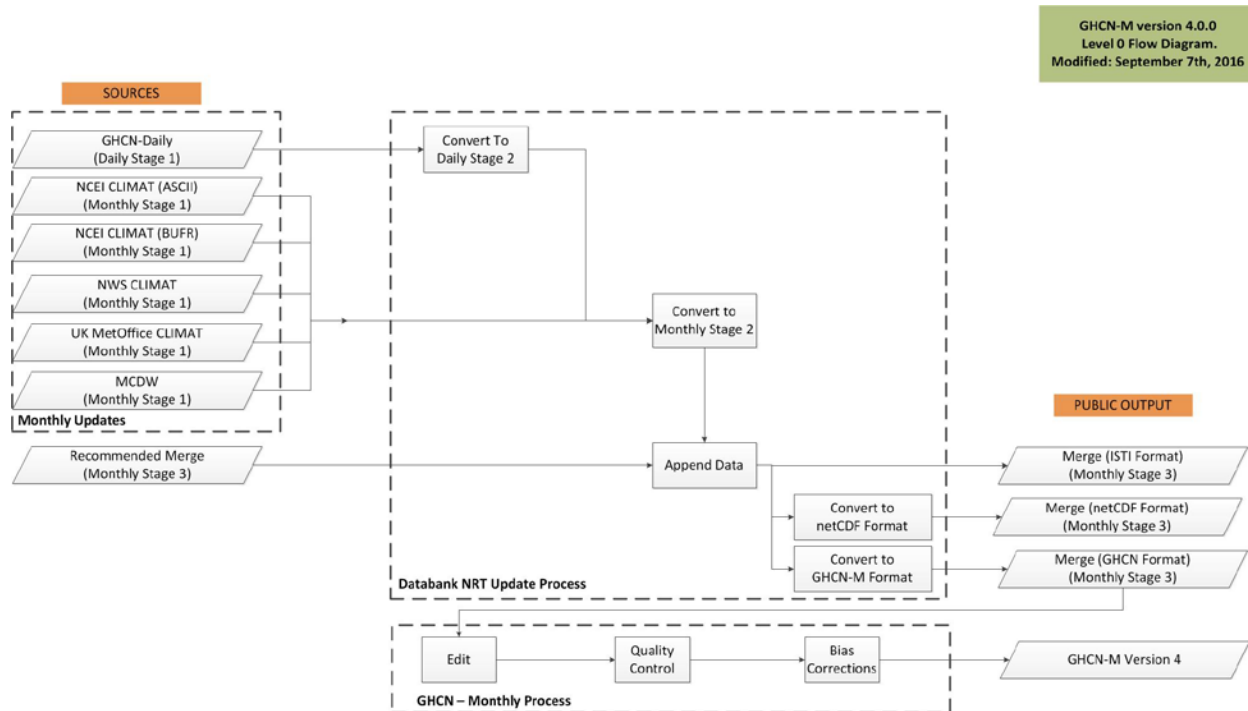 GHCN-M version 4.0.0
Level 0 Flow Diagram.
Modified: September 7th, 2016
SOURCES
GHCN-Daily
(Daily Stage 1)
Convert To
Daily Stage 2
NCEI CLIMAT (ASCII)
(Monthly Stage 1)
NCEI CLIMAT (BUFR)
(Monthly Stage 1)
NWS CLIMAT
(Monthly Stage 1)
Convert to
Monthly Stage 2
UK MetOffice CLIMAT
(Monthly Stage 1)
MCDW
(Monthly Stage 1)
Monthly Updates
PUBLIC OUTPUT
Recommended Merge
(Monthly Stage 3)
Append Data
Merge (ISTI Format)
(Monthly Stage 3)
Convert to
netCDF Format
Merge (netCDF Format)
(Monthly Stage 3)
Convert to
GHCN-M Format
Merge (GHCN Format)
(Monthly Stage 3)
Databank NRT Update Process
Edit
Quality
Control
Bias
Corrections
GHCN-M Version 4
GHCN – Monthly Process